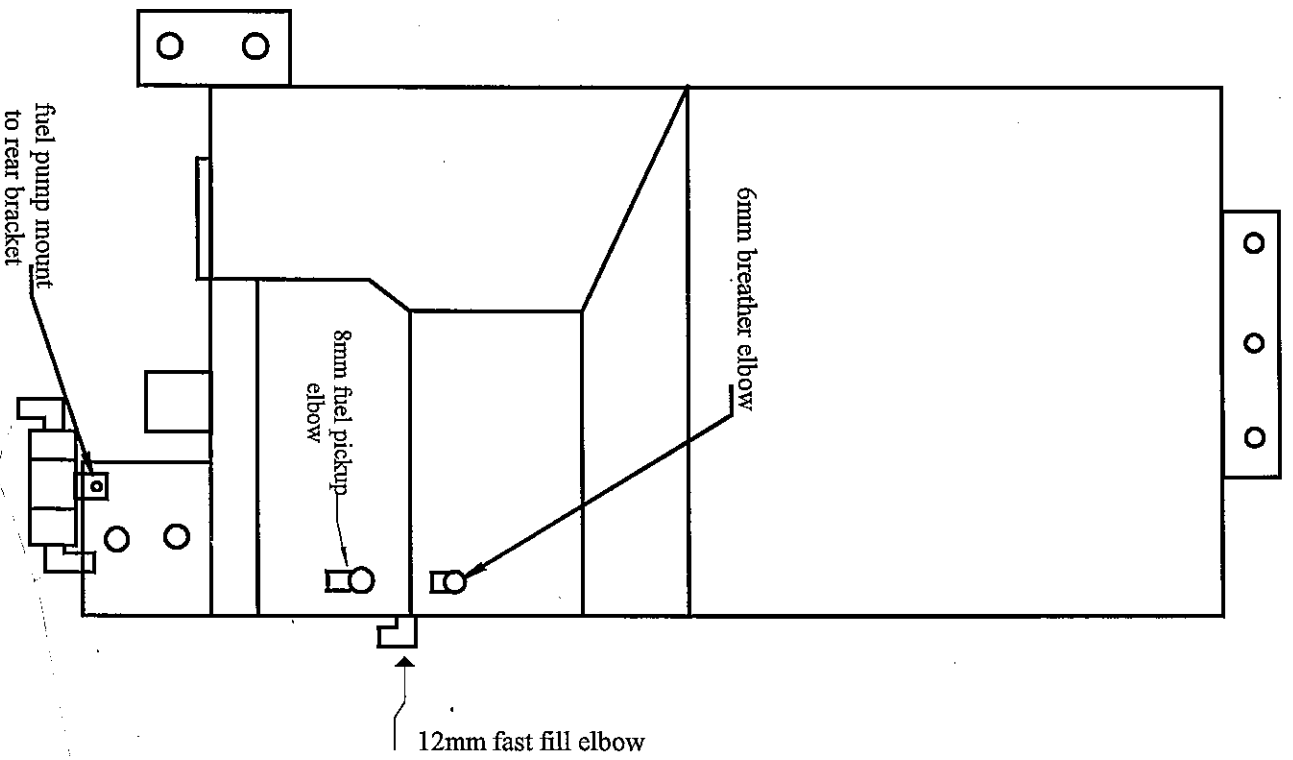 fuel pump mount
to rear bracket
8mm fuel pickup
elbow
6mm breather elbow
12mm fast fill elbow